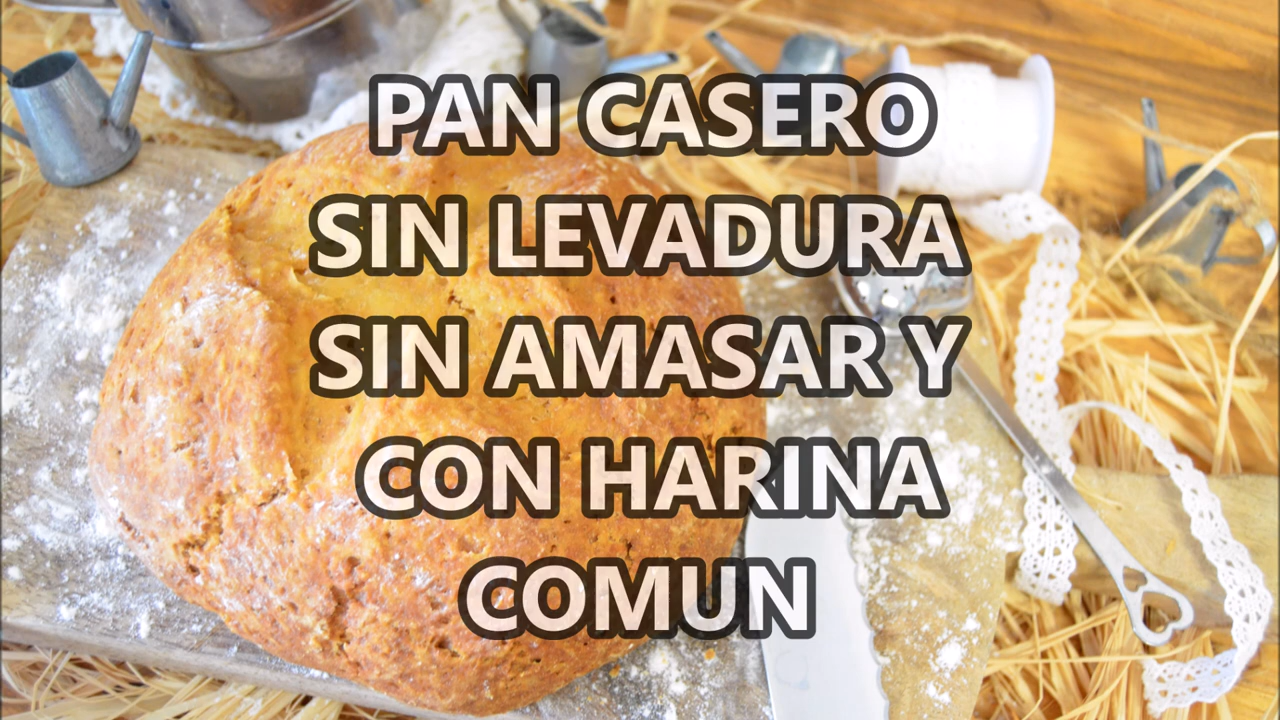 PAN CASERO
SIN LEVADURA
SIN AMASAR Y
CON HARINA
COMUN